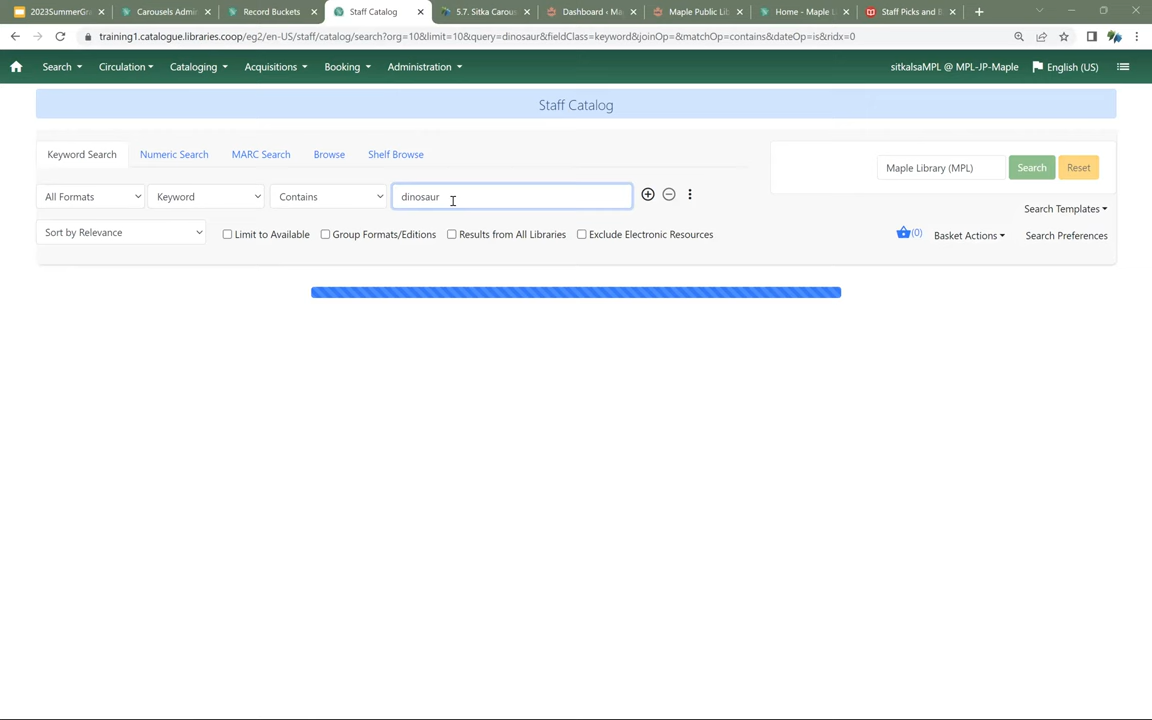 2023SummerGr
Carousels Admi
Record Buckets
Staff Catalog
5.7. Sitka Carou
Dashboard ‹ Ma
Maple Public Lib
Home - Maple L
Staff Picks and B
training1.catalogue.libraries.coop/eg2/en-US/staff/catalog/search?org=10&limit=10&query=dinosaur&fieldClass=keyword&joinOp=&matchOp=contains&dateOp=is&ridx=0
Search Circulation Cataloging Acquisitions Booking Administration sitkalsaMPL @ MPL-JP-Maple English (US)
Staff Catalog
Keyword Search Numeric Search MARC Search Browse Shelf Browse
Maple Library (MPL) Search Reset
All Formats Keyword Contains dinosaur
Search Templates
Sort by Relevance Limit to Available Group Formats/Editions Results from All Libraries Exclude Electronic Resources (0) Basket Actions Search Preferences